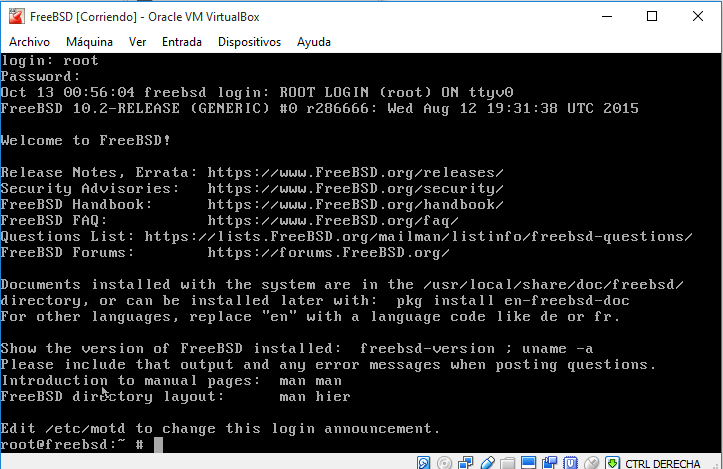 FreeBSD [Corriendo] - Oracle VM VirtualBox
Archivo Máquina Ver Entrada Dispositivos Ayuda
login: root
Password:
Oct 13 00:56:04 freebsd login: ROOT LOGIN (root) ON ttyv0
FreeBSD 10.2-RELEASE (GENERIC) #0 r286666: Wed Aug 12 19:31:38 UTC 2015
Welcome to FreeBSD!
Release Notes, Errata: https://www.FreeBSD.org/releases/
Security Advisories: https://www.FreeBSD.org/security/
FreeBSD Handbook: https://www.FreeBSD.org/handbook/
FreeBSD FAQ: https://www.FreeBSD.org/faq/
Questions List: https://lists.FreeBSD.org/mailman/listinfo/freebsd-questions/
FreeBSD Forums: https://forums.FreeBSD.org/
Documents installed with the system are in the /usr/local/share/doc/freebsd/
directory, or can be installed later with: pkg install en-freebsd-doc
For other languages, replace "en" with a language code like de or fr.
Show the version of FreeBSD installed: freebsd-version ; uname -a
Please include that output and any error messages when posting questions.
Introduction to manual pages: man man
FreeBSD directory layout: man hier
Edit /etc/motd to change this login announcement.
root@freebsd:~ #
CTRL DERECHA